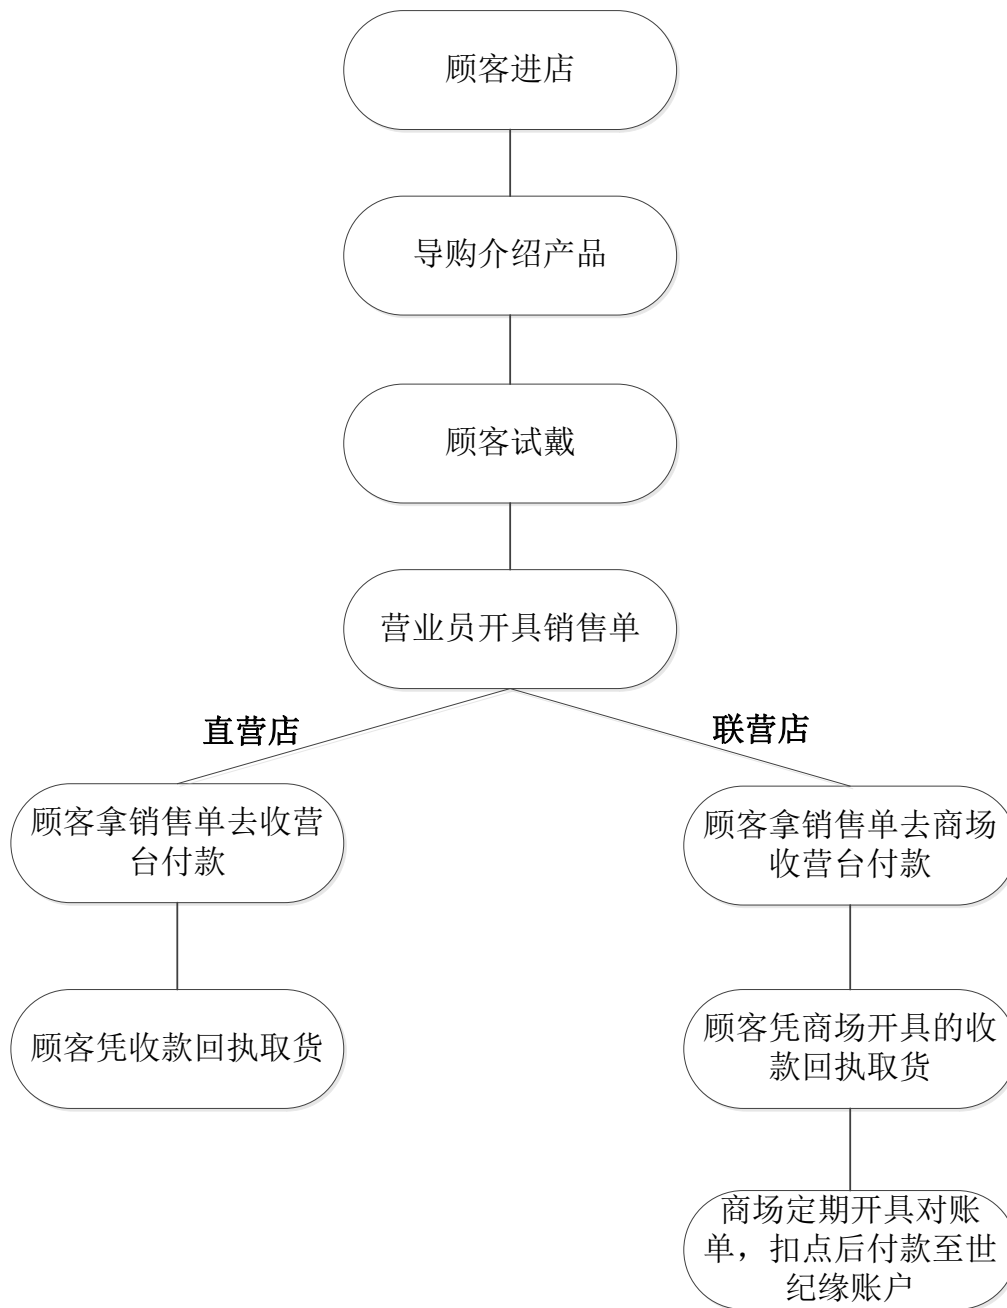 顾客进店
导购介绍产品
顾客试戴
营业员开具销售单
直营店
联营店
顾客拿销售单去收营
台付款
顾客拿销售单去商场
收营台付款
顾客凭收款回执取货
顾客凭商场开具的收
款回执取货
商场定期开具对账
单，扣点后付款至世
纪缘账户